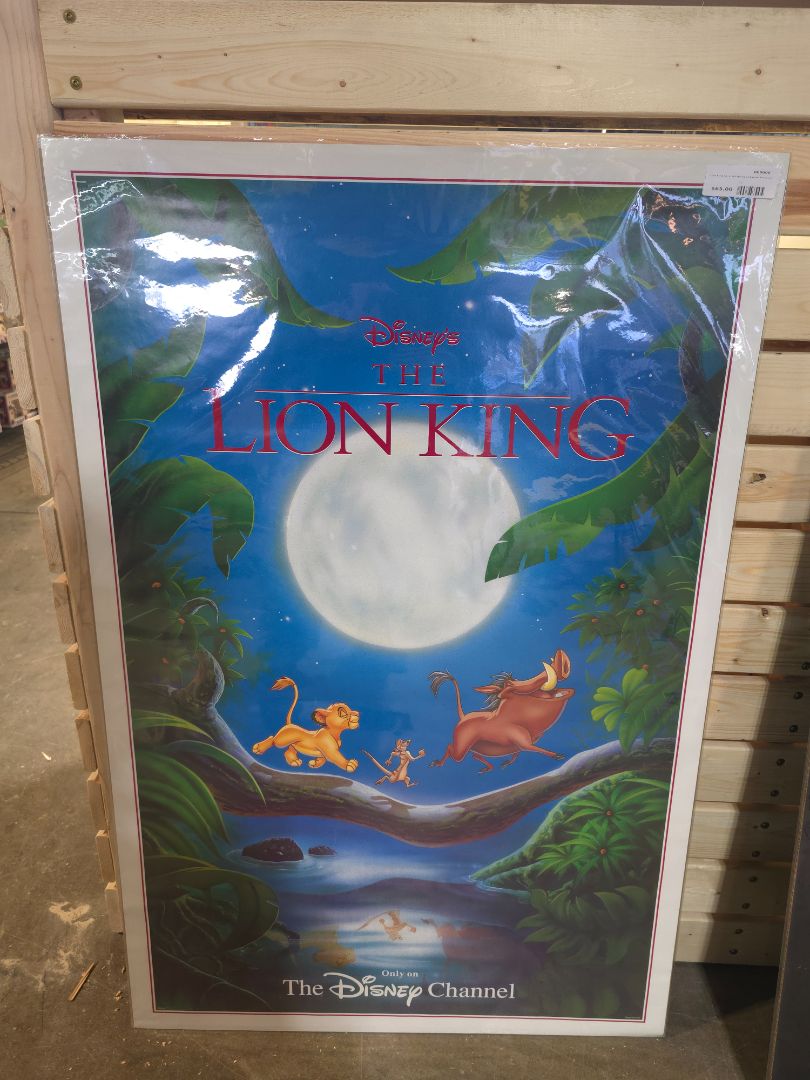 $65.00
Disney's
THE
LION KING
Only on
The Disney Channel